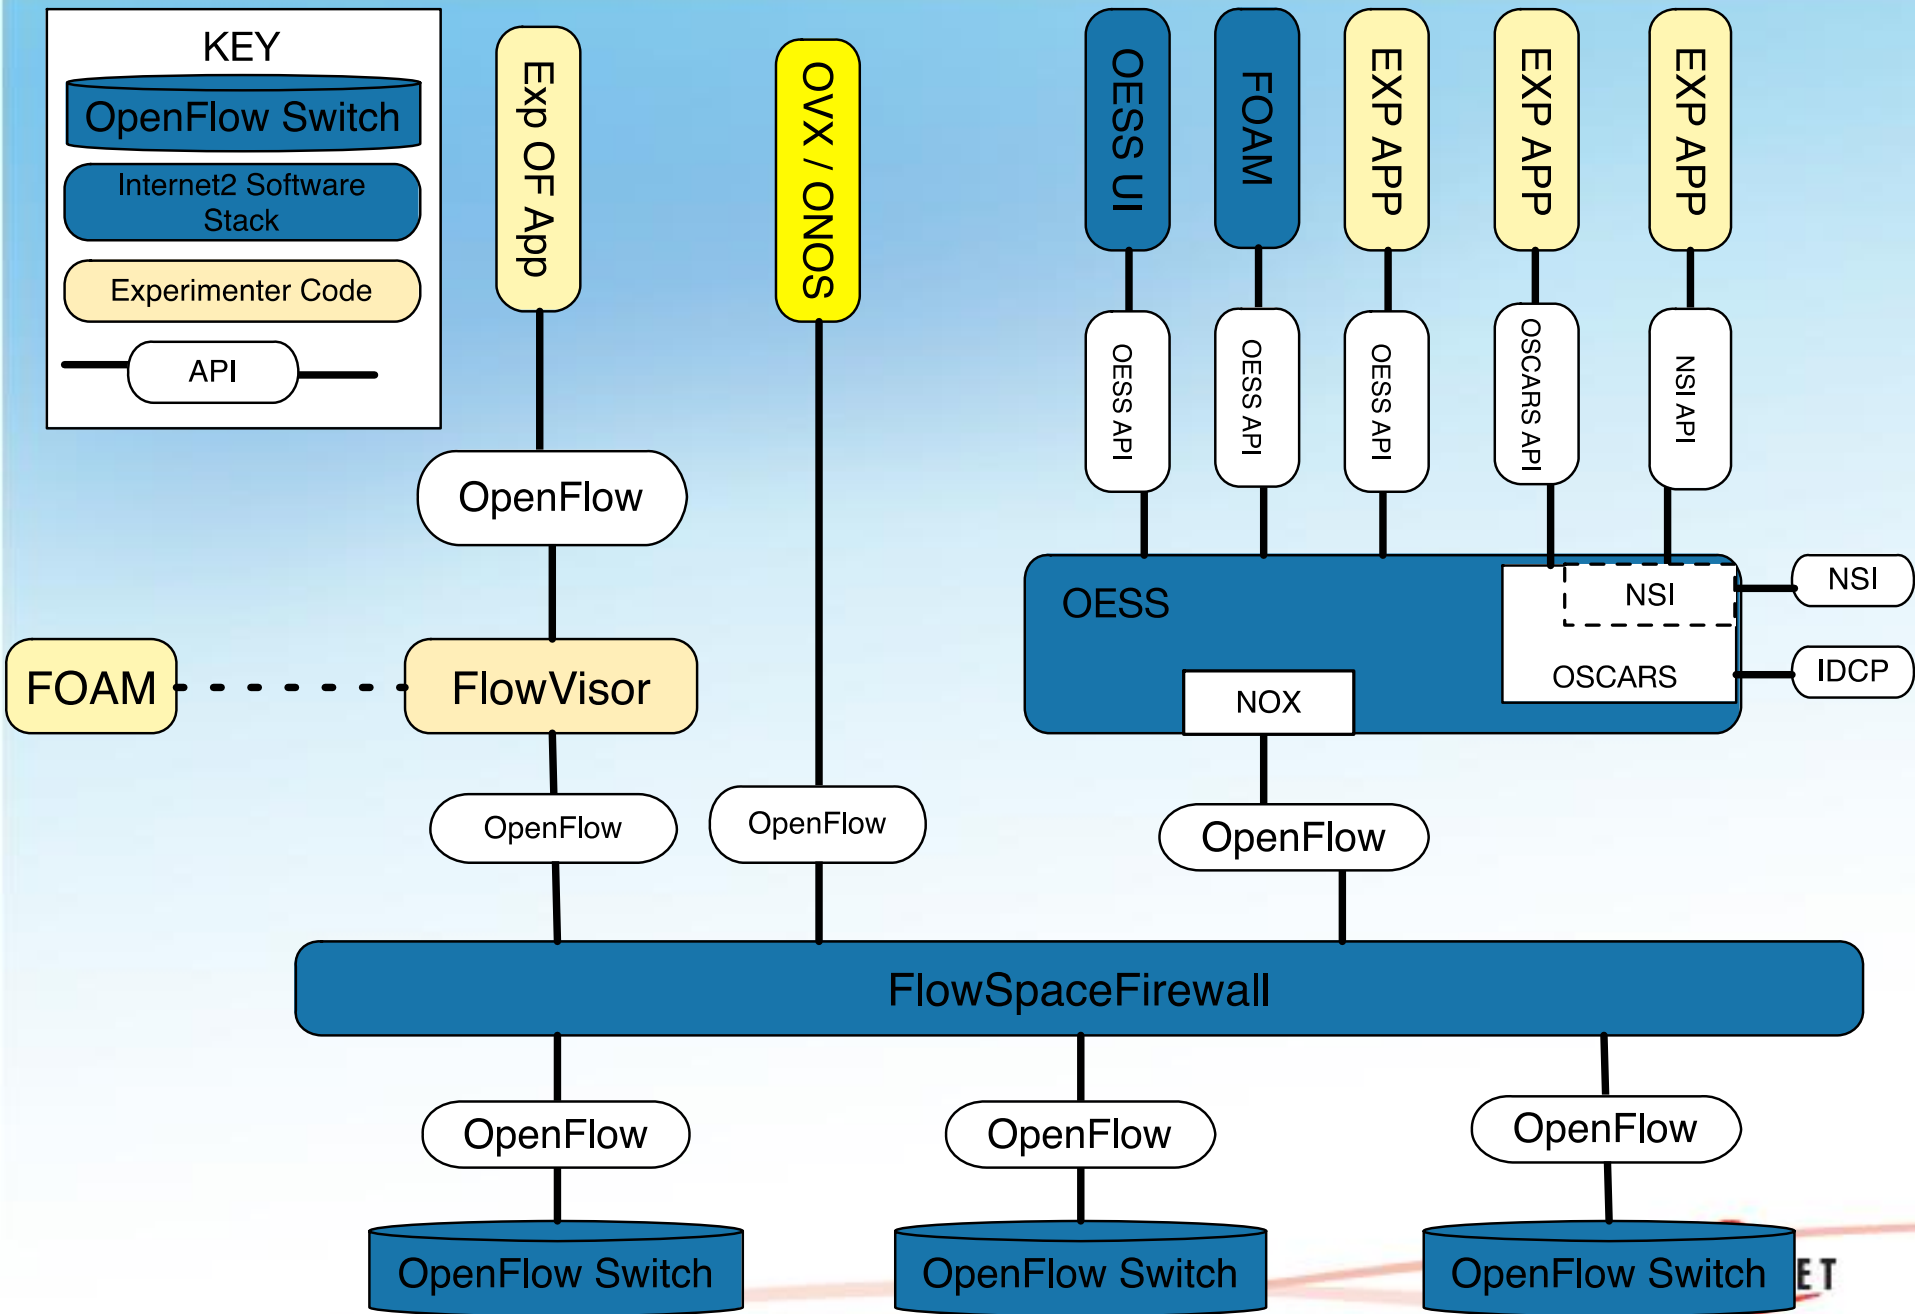 KEY
OpenFlow Switch
Internet2 Software
Stack
Experimenter Code
API
Exp OF App
OVX / ONOS
OESS UI
FOAM
EXP APP
EXP APP
EXP APP
OESS API
OESS API
OESS API
OSCARS API
NSI API
OpenFlow
OESS
NSI
NSI
OSCARS
IDCP
NOX
FOAM
FlowVisor
OpenFlow
OpenFlow
OpenFlow
FlowSpaceFirewall
OpenFlow
OpenFlow
OpenFlow
OpenFlow Switch
OpenFlow Switch
OpenFlow Switch
ET